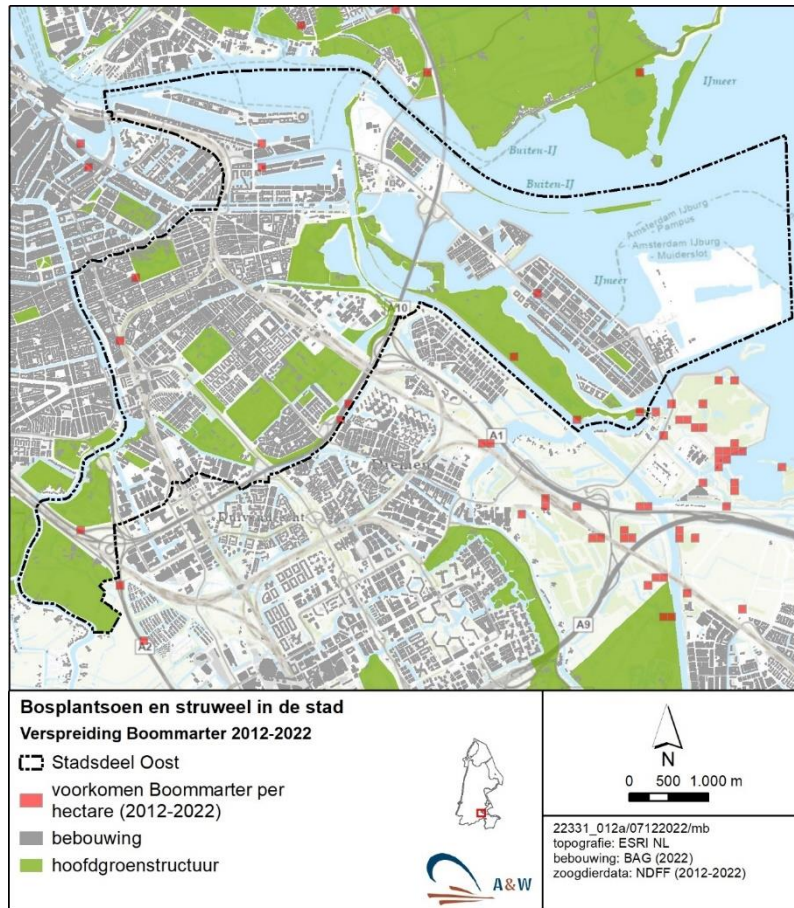 IJmeer
Buiten-IJ
Buiten-IJ
Amsterdam IJburg
- Pampus
Amsterdam IJburg
- Muiderslot
IJmeer
A1
Diemen
Duivendrecht
A9
A2
Bosplantsoen en struweel in de stad
Verspreiding Boommarter 2012-2022
Stadsdeel Oost
voorkomen Boommarter per
hectare (2012-2022)
bebouwing
hoofdgroenstructuur
A&W
N
0 500 1.000 m
22331_012a/07122022/mb
topografie: ESRI NL
bebouwing: BAG (2022)
zoogdierdata: NDFF (2012-2022)